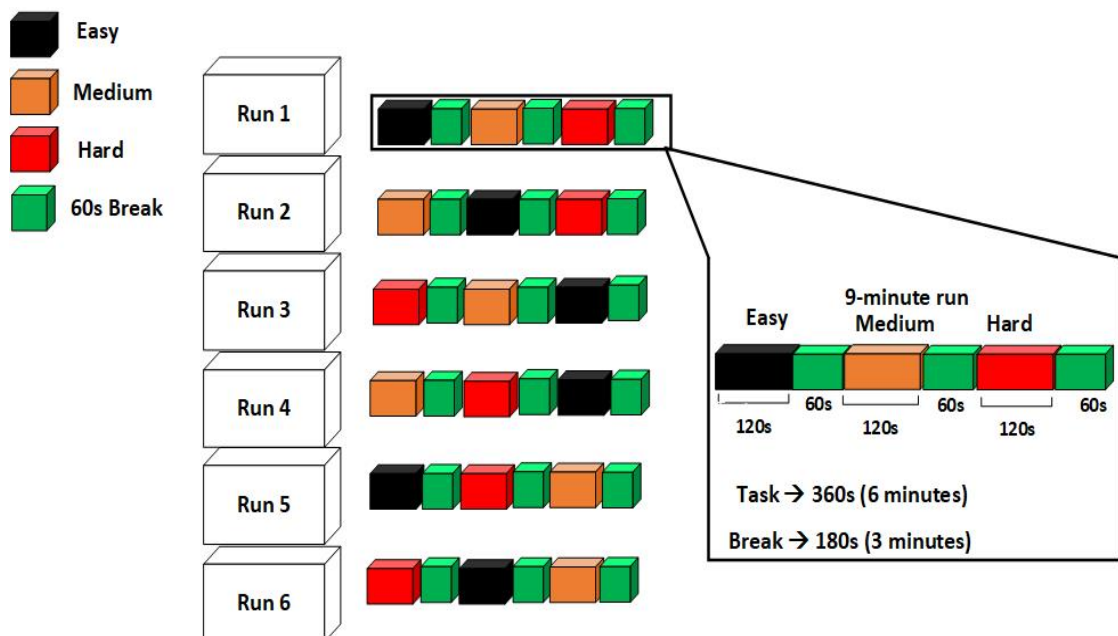 Easy
Medium
Hard
60s Break
Run 1
Run 2
Run 3
Run 4
Run 5
Run 6
9-minute run
Easy Medium Hard
60s 60s 60s
120s 120s 120s
Task → 360s (6 minutes)
Break → 180s (3 minutes)